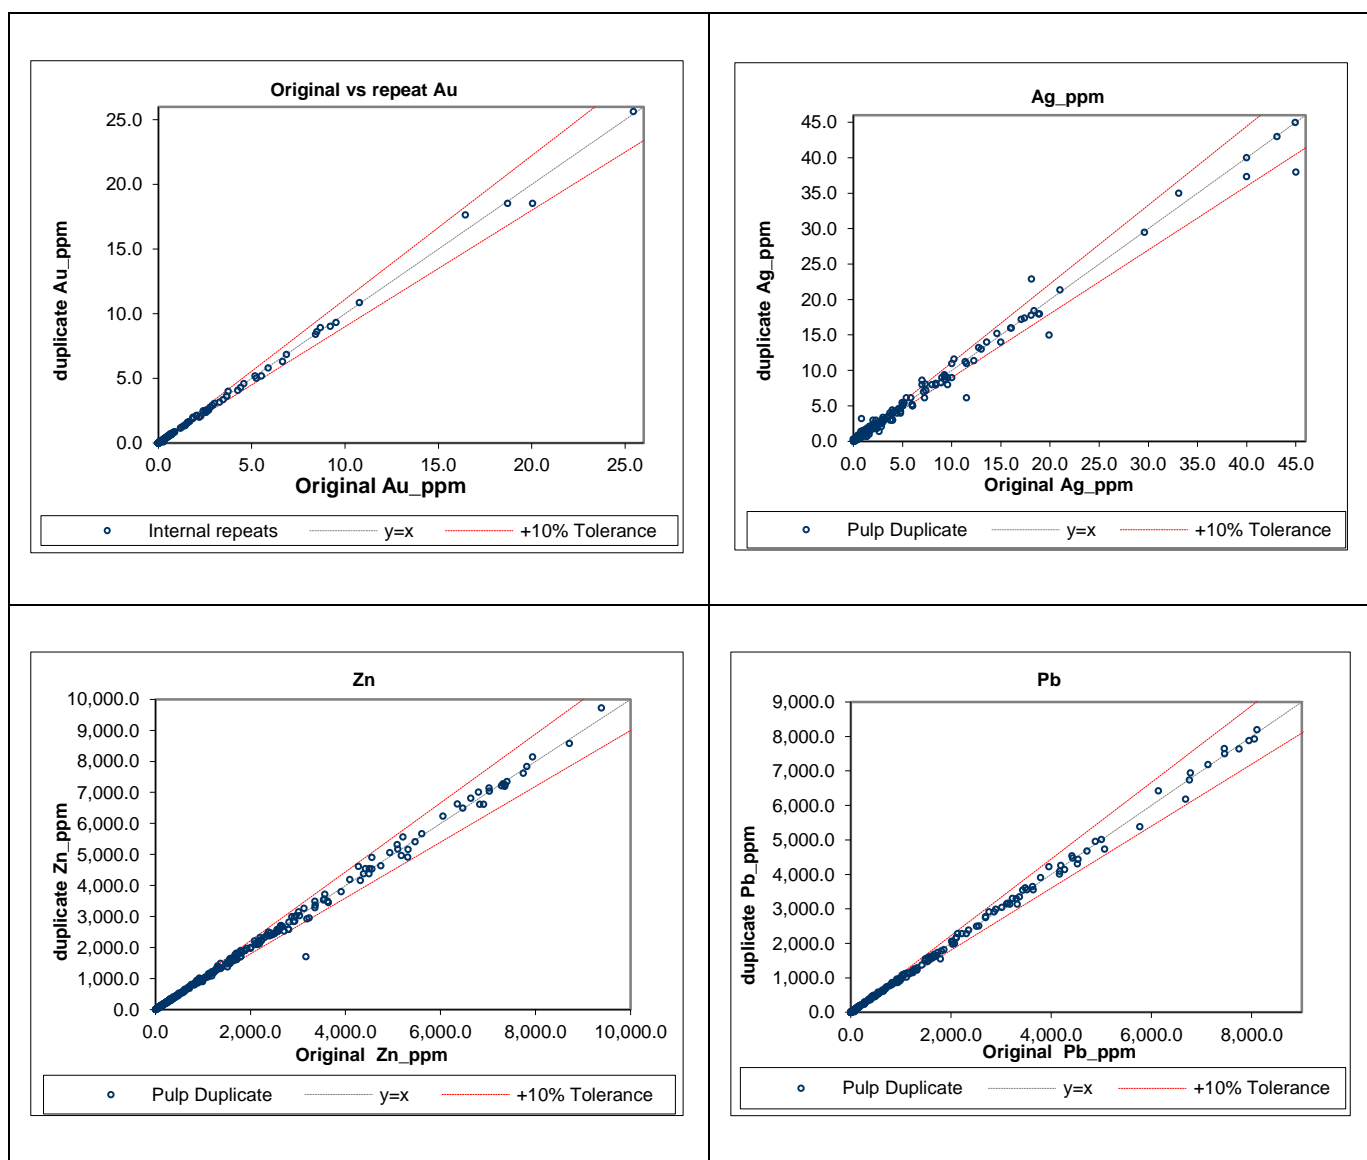 Original vs repeat Au
25.0
20.0
15.0
10.0
5.0
0.0
duplicate Au_ppm
0.0 5.0 10.0 15.0 20.0 25.0
Original Au_ppm
Internal repeats y=x +10% Tolerance
Ag_ppm
45.0
40.0
35.0
30.0
25.0
20.0
15.0
10.0
5.0
0.0
duplicate Ag_ppm
0.0 5.0 10.0 15.0 20.0 25.0 30.0 35.0 40.0 45.0
Original Ag_ppm
Pulp Duplicate y=x +10% Tolerance
Zn
10,000.0
9,000.0
8,000.0
7,000.0
6,000.0
5,000.0
4,000.0
3,000.0
2,000.0
1,000.0
0.0
duplicate Zn_ppm
0.0 2,000.0 4,000.0 6,000.0 8,000.0 10,000.0
Original Zn_ppm
Pulp Duplicate y=x +10% Tolerance
Pb
9,000.0
8,000.0
7,000.0
6,000.0
5,000.0
4,000.0
3,000.0
2,000.0
1,000.0
0.0
duplicate Pb_ppm
0.0 2,000.0 4,000.0 6,000.0 8,000.0
Original Pb_ppm
Pulp Duplicate y=x +10% Tolerance